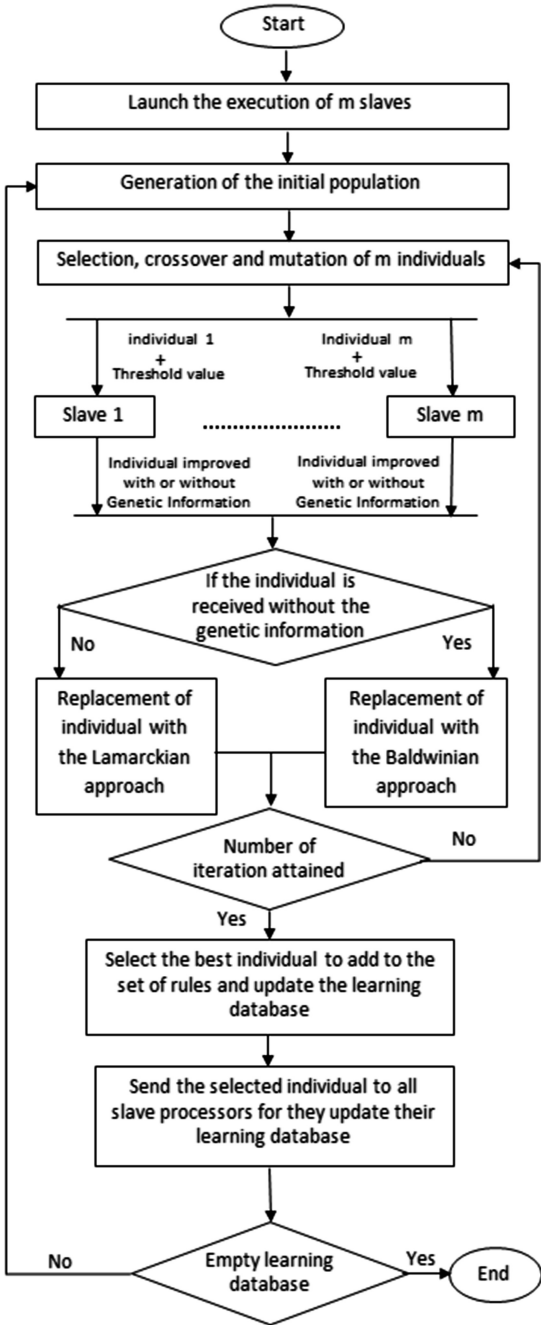 Start
Launch the execution of m slaves
Generation of the initial population
Selection, crossover and mutation of m individuals
individual 1
+
Threshold value
Individual m
+
Threshold value
Slave 1
Slave m
Individual improved
with or without
Genetic Information
Individual improved
with or without
Genetic Information
If the individual is
received without the
genetic information
No
Yes
Replacement of
individual with
the Lamarckian
approach
Replacement of
individual with
the Baldwinian
approach
Number of
iteration attained
No
Yes
Select the best individual to add to the
set of rules and update the learning
database
Send the selected individual to all
slave processors for they update their
learning database
Empty learning
database
No
Yes
End